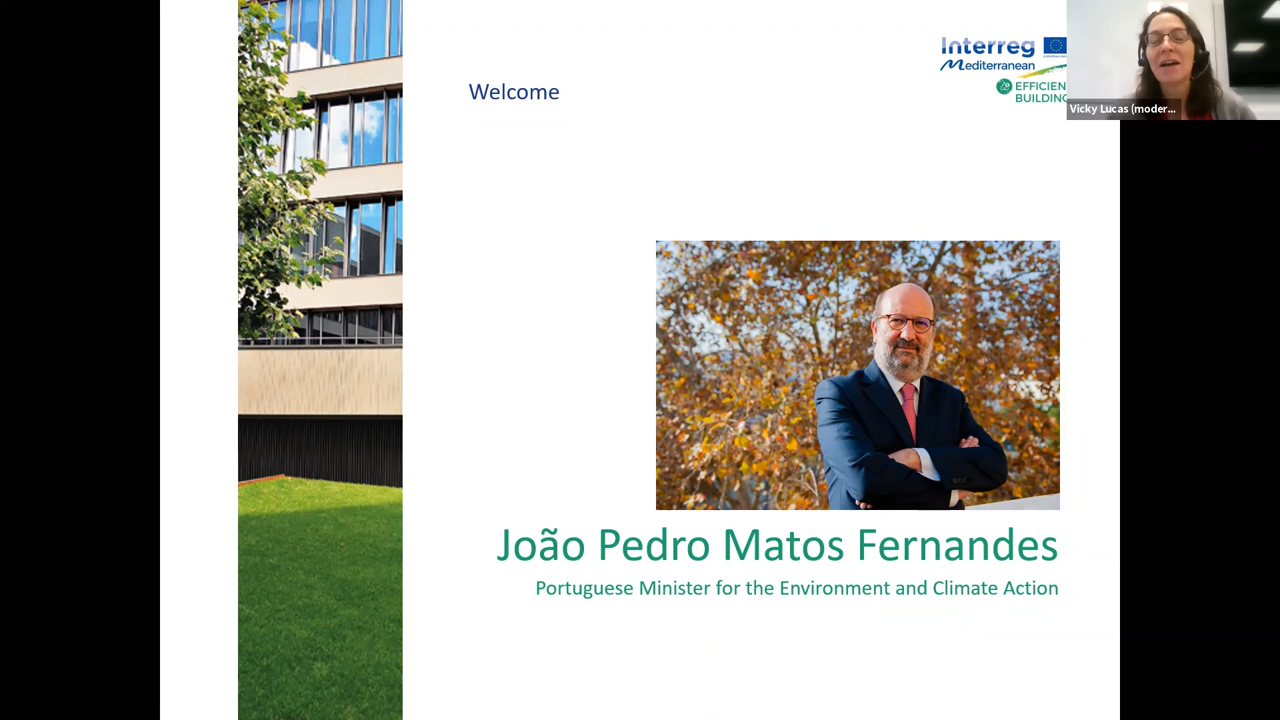 Welcome
Interreg
Mediterranean
EFFICIEN
BUILDING
Vicky Lucas (moder...
João Pedro Matos Fernandes
Portuguese Minister for the Environment and Climate Action